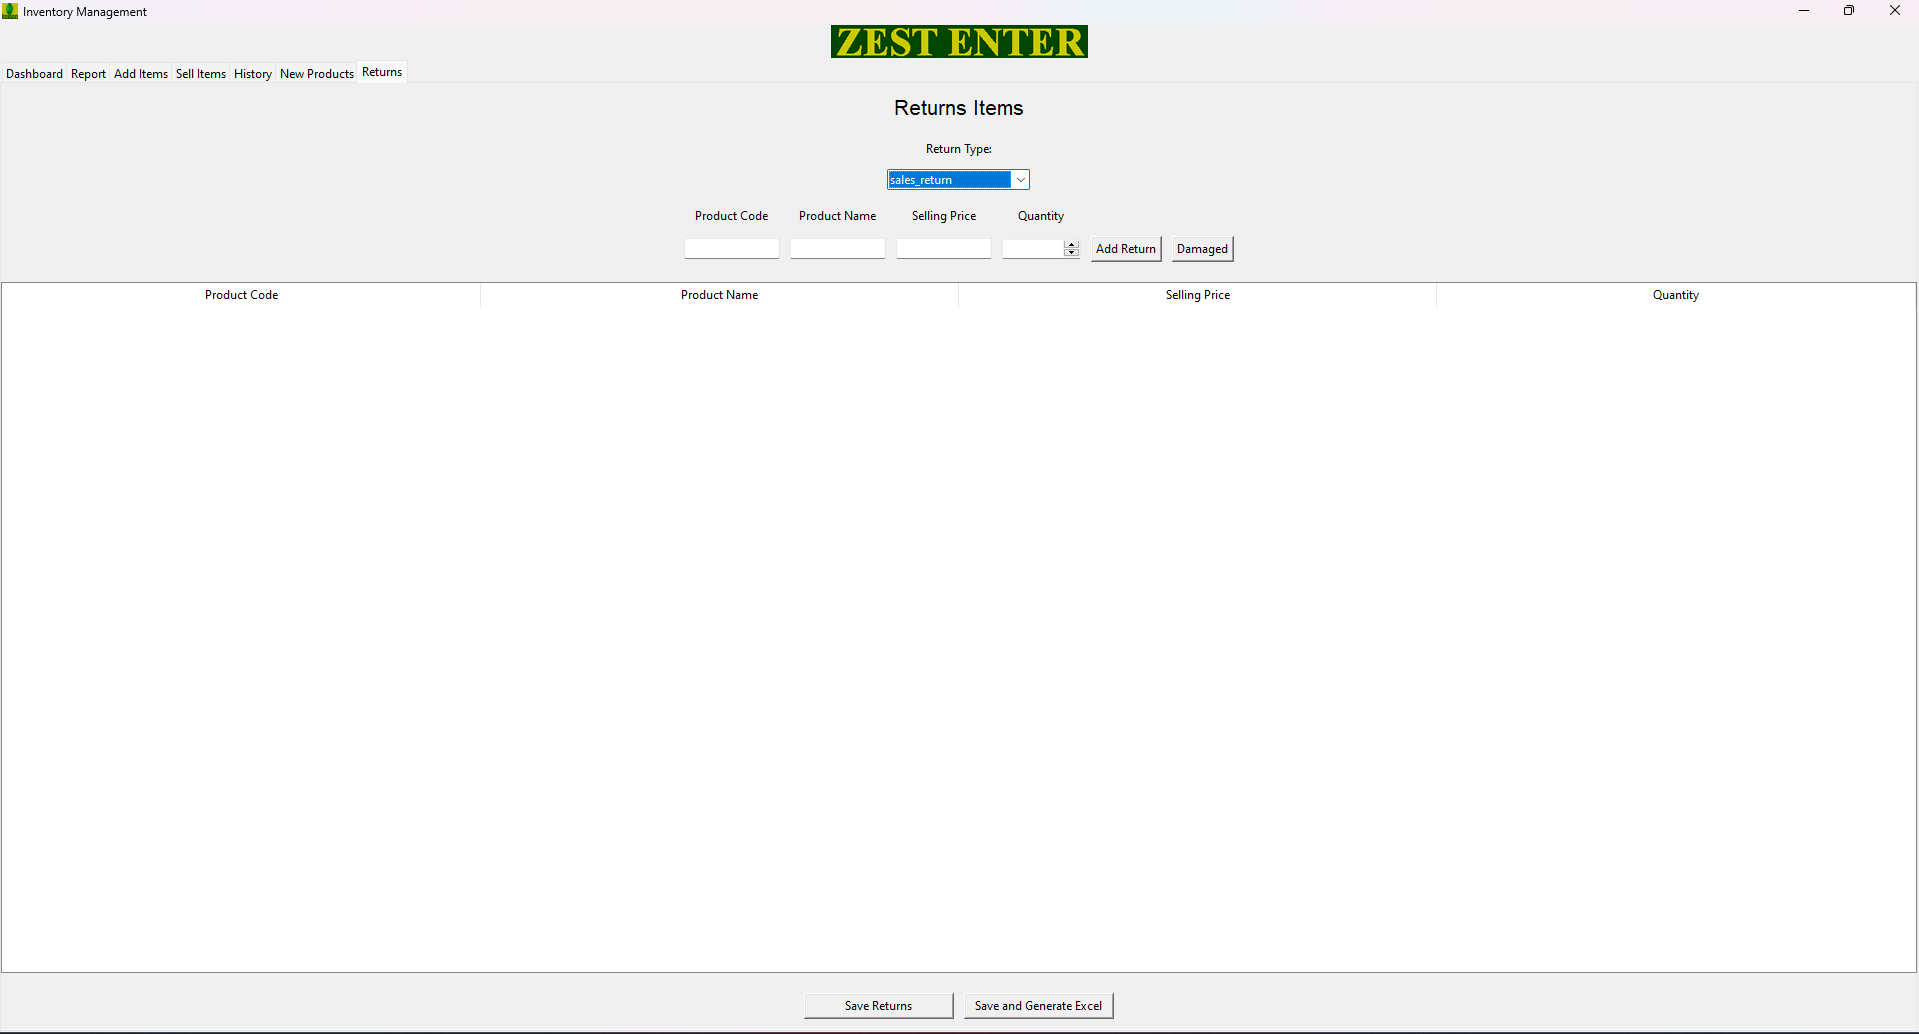 Inventory Management
ZEST ENTER
Dashboard Report Add Items Sell Items History New Products Returns
Returns Items
Return Type:
sales_return
Product Code Product Name Selling Price Quantity
Add Return Damaged
Product Code Product Name Selling Price Quantity
Save Returns Save and Generate Excel